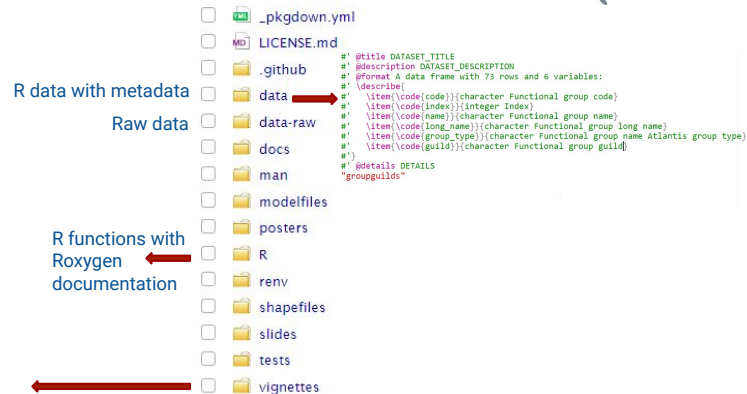 _pkgdown.yml
LICENSE.md
.github
R data with metadata
data
Raw data
data-raw
docs
man
modelfiles
posters
R functions with
Roxygen
documentation
R
renv
shapefiles
slides
tests
vignettes
#' @title DATASET_TITLE
#' @description DATASET_DESCRIPTION
#' @format A data frame with 73 rows and 6 variables:
#' \describe{
#'   \item{\code{code}}{character Functional group code}
#'   \item{\code{index}}{integer Index}
#'   \item{\code{name}}{character Functional group name}
#'   \item{\code{long_name}}{character Functional group long name}
#'   \item{\code{group_type}}{character Functional group name Atlantis group type}
#'   \item{\code{guild}}{character Functional group guild}
#'}
#' @details DETAILS
"groupguilds"